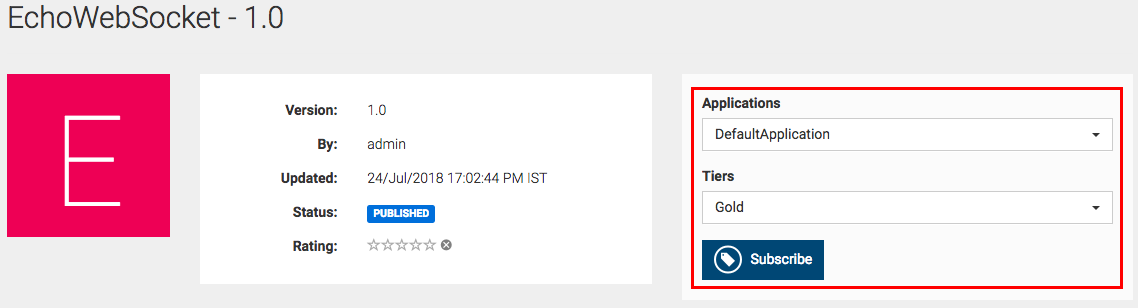 EchoWebSocket - 1.0
E
Version: 1.0
By: admin
Updated: 24/Jul/2018 17:02:44 PM IST
Status: PUBLISHED
Rating:
Applications
DefaultApplication
Tiers
Gold
Subscribe